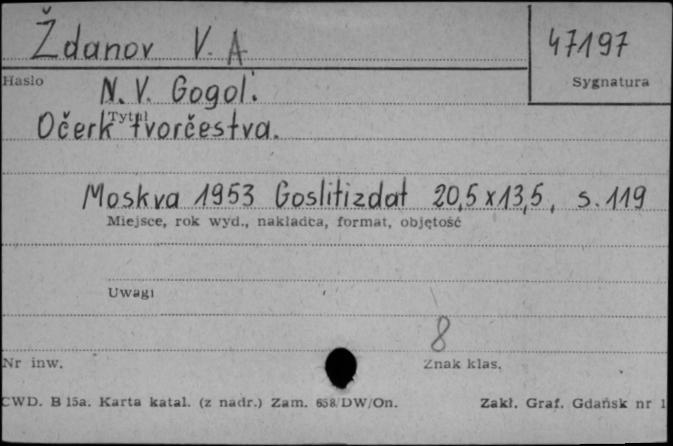 Ždanov V. A
47197
Hasło
Sygnatura
N. V. Gogol'.
Tytuł
Očerk tvorčestva.
Moskva 1953 Goslitizdat 20,5 x 13,5, s. 119
Miejsce, rok wyd., nakładca, format, objętość
Uwagi
8
Nr inw.
Znak klas.
CWD. B 15a. Karta katal. (z nadr.) Zam. 658/DW/On.
Zakł. Graf. Gdańsk nr 1